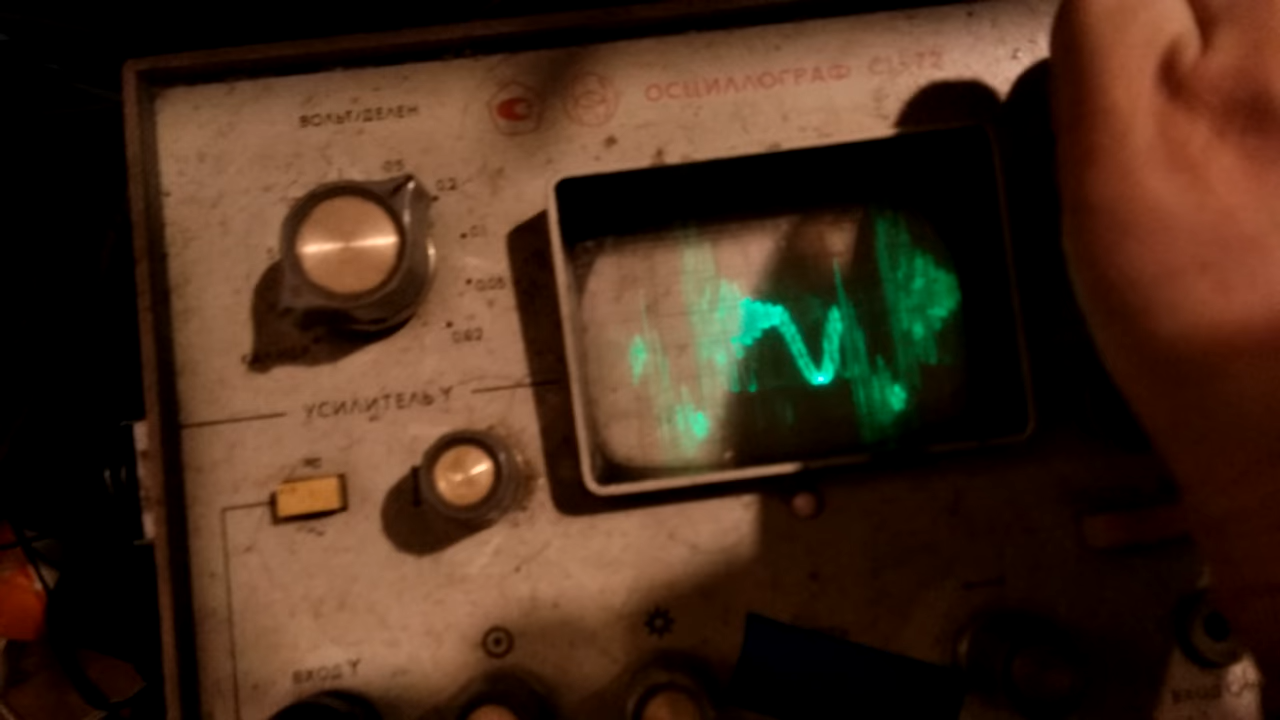 ОСЦИЛЛОГРАФ С1-72
ВОЛЬТ/ДЕЛЕН
0,5
0,2
0,1
0,05
0,02
УСИЛИТЕЛЬ Y
ВХОД Y